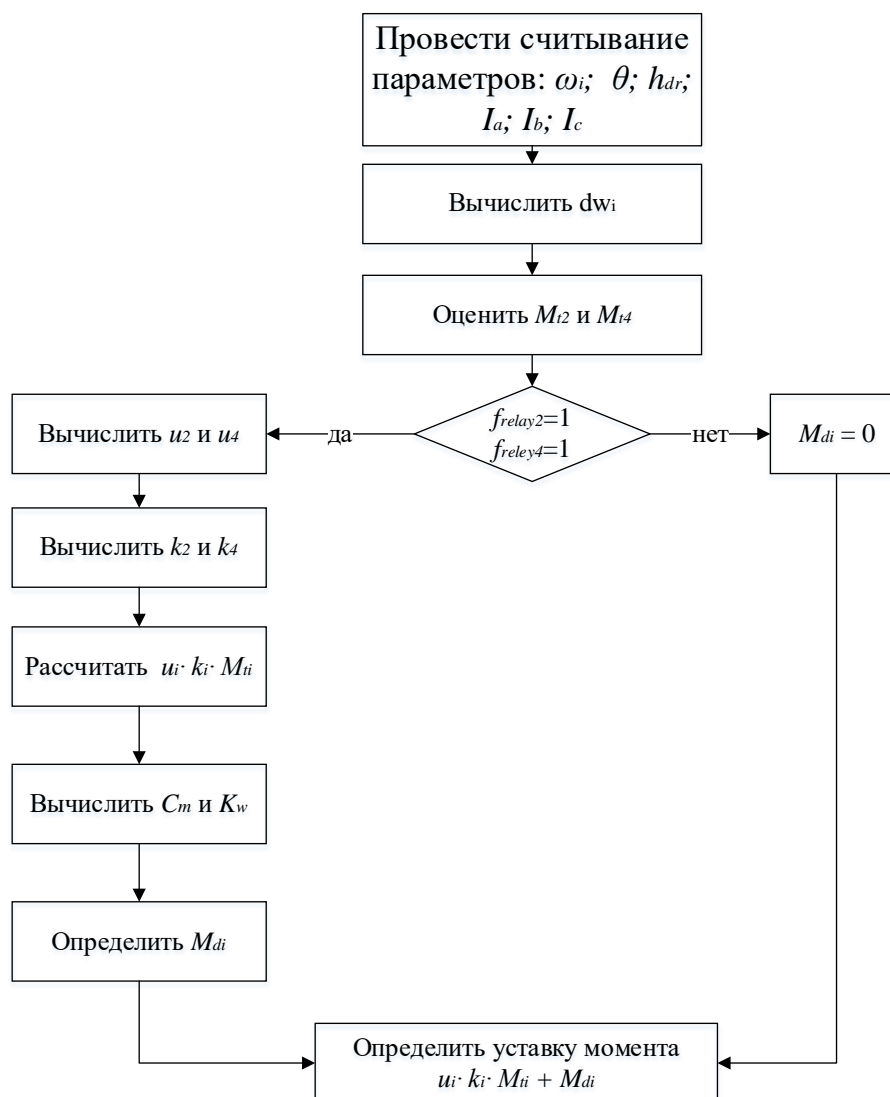 Провести считывание
параметров: ωi; θ; hdr;
Ia; Ib; Ic
Вычислить dwi
Оценить Mt2 и Mt4
frelay2=1
freley4=1
да
нет
Mdi = 0
Вычислить u2 и u4
Вычислить k2 и k4
Рассчитать ui· ki· Mti
Вычислить Cm и Kw
Определить Mdi
Определить уставку момента
ui· ki· Mti + Mdi